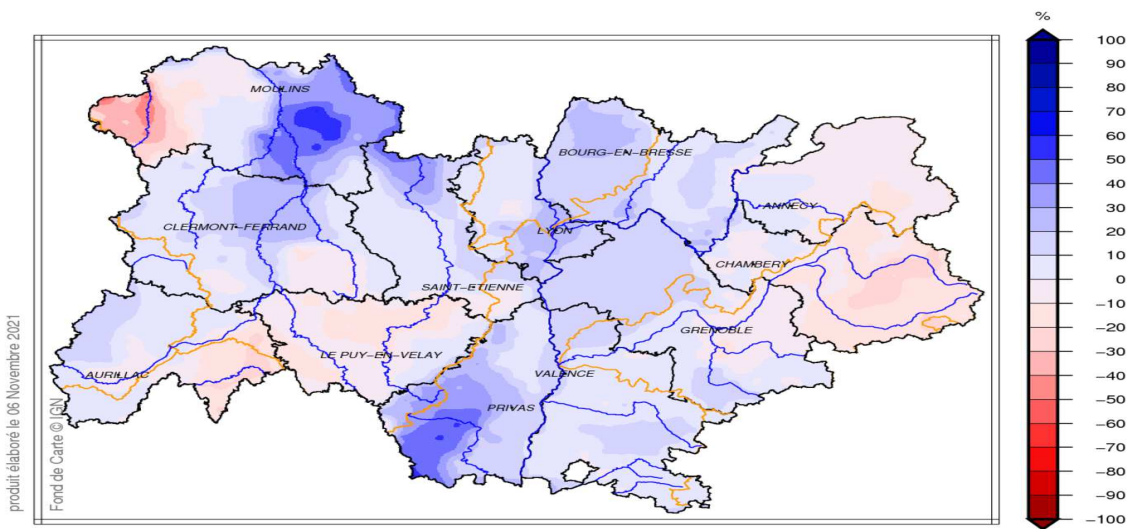 %
100
90
80
70
60
50
40
30
20
10
0
-10
-20
-30
-40
-50
-60
-70
-80
-90
-100
MOULINS
BOURG-EN-BRESSE
ANNECY
CLERMONT-FERRAND
LYON
CHAMBERY
SAINT-ETIENNE
GRENOBLE
LE PUY-EN-VELAY
AURILLAC
VALENCE
PRIVAS
produit élaboré le 06 Novembre 2021
Fond de Carte © IGN